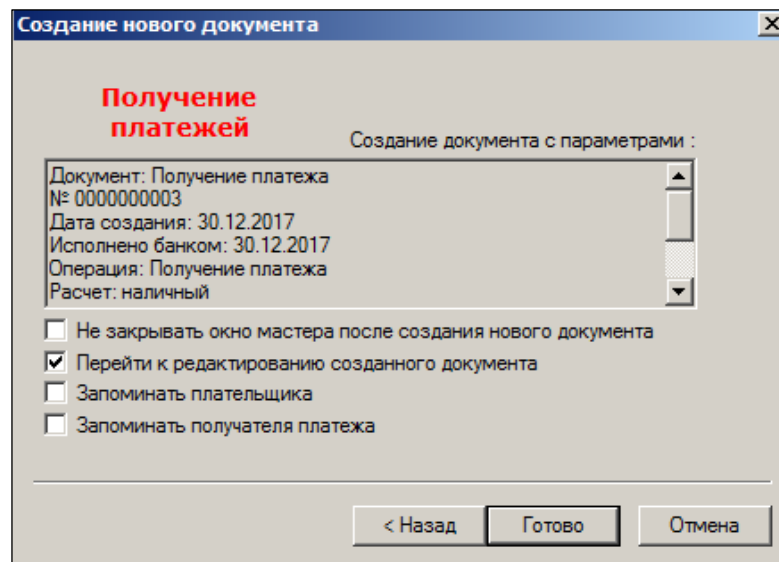 Создание нового документа
Получение
платежей
Создание документа с параметрами :
Документ: Получение платежа
№ 0000000003
Дата создания: 30.12.2017
Исполнено банком: 30.12.2017
Операция: Получение платежа
Расчет: наличный
Не закрывать окно мастера после создания нового документа
Перейти к редактированию созданного документа
Запоминать плательщика
Запоминать получателя платежа
< Назад
Готово
Отмена